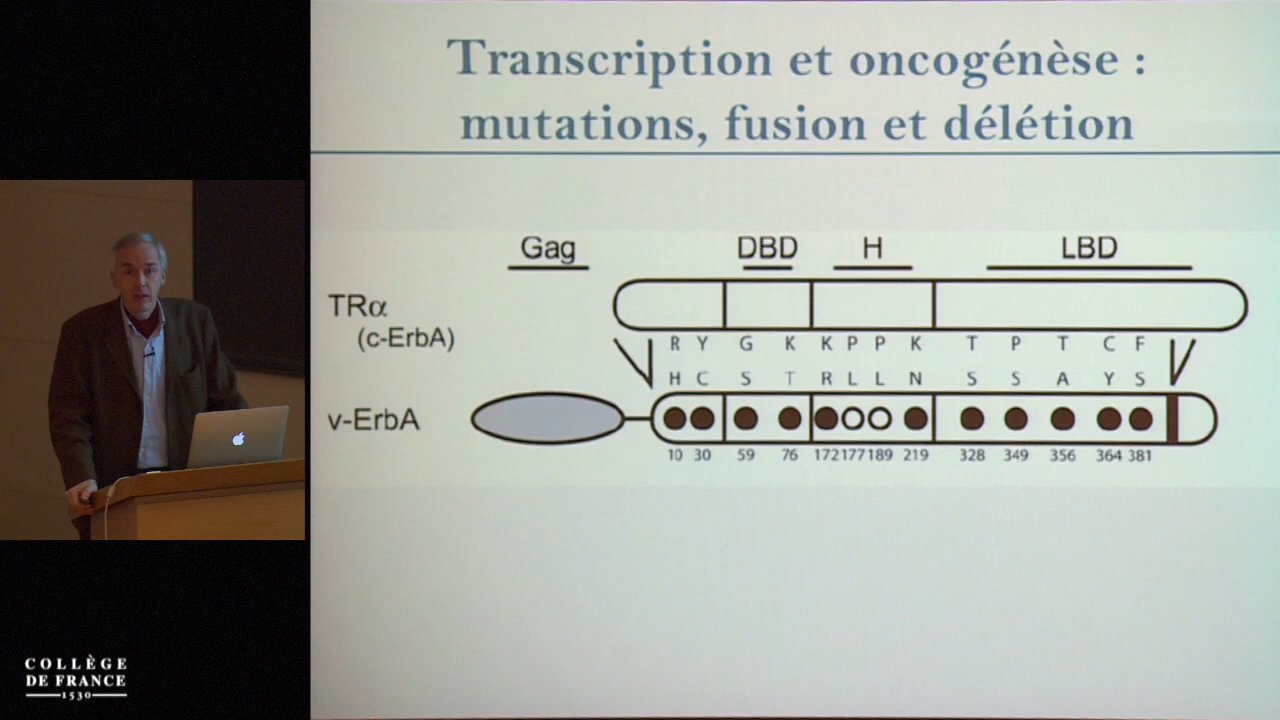 Transcription et oncogénèse :
mutations, fusion et délétion
Gag DBD H LBD
TRα
(c-ErbA)
R Y G K K P P K T P T C F
H C S T R L L N S S A Y S
v-ErbA
10 30 59 76 172 177 189 219 328 349 356 364 381
COLLÈGE
DE FRANCE
1530